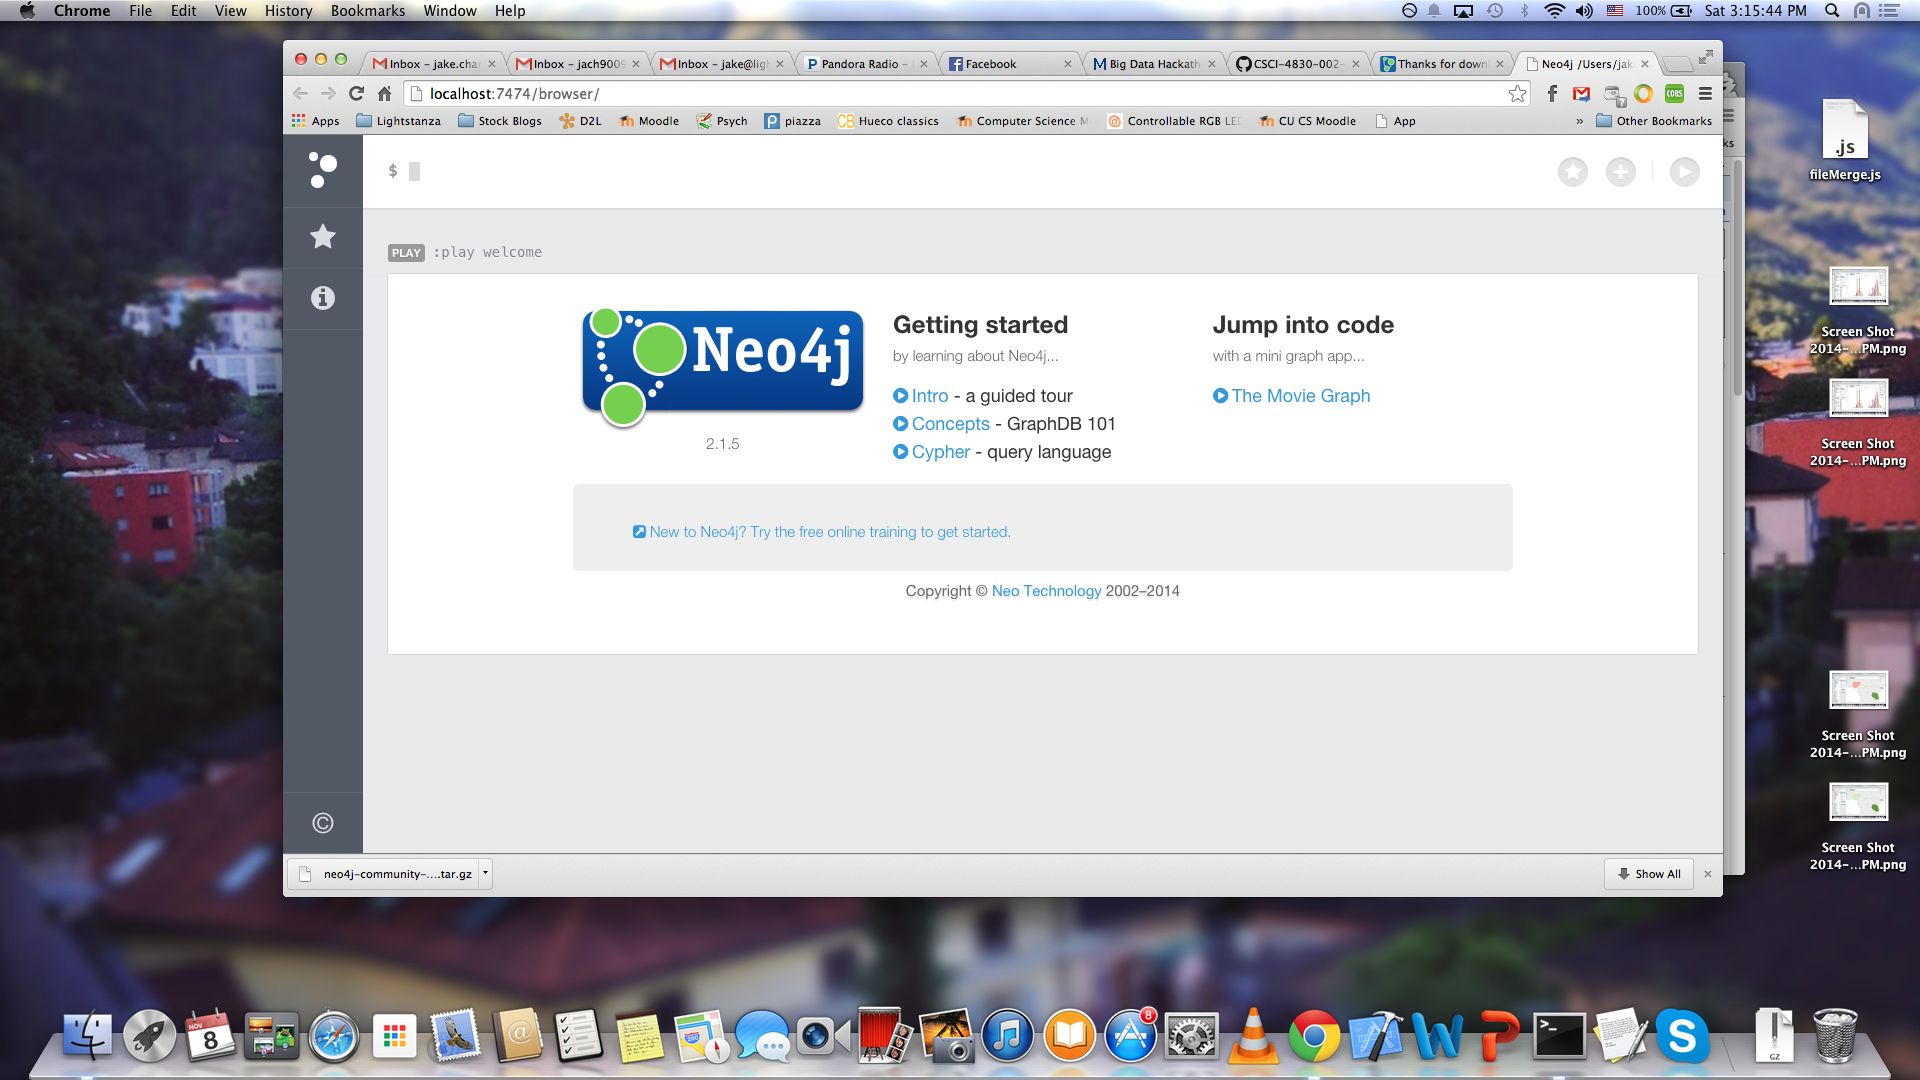 Chrome File Edit View History Bookmarks Window Help
100% Sat 3:15:44 PM
Inbox – jake.char
Inbox – jach9009
Inbox – jake@lig
Pandora Radio –
Facebook
Big Data Hackath
CSCI-4830-002-
Thanks for down
Neo4j /Users/jak
localhost:7474/browser/
CORS
Apps Lightstanza Stock Blogs D2L Moodle Psych piazza Hueco classics Computer Science M Controllable RGB LED CU CS Moodle App » Other Bookmarks
ks
$
PLAY :play welcome
Neo4j
2.1.5
Getting started
by learning about Neo4j...
Intro - a guided tour
Concepts - GraphDB 101
Cypher - query language
Jump into code
with a mini graph app...
The Movie Graph
New to Neo4j? Try the free online training to get started.
Copyright © Neo Technology 2002–2014
©
neo4j-community-....tar.gz
Show All
.js
fileMerge.js
Screen Shot
2014-...PM.png
Screen Shot
2014-...PM.png
Screen Shot
2014-...PM.png
Screen Shot
2014-...PM.png
NOV
8
8
GZ